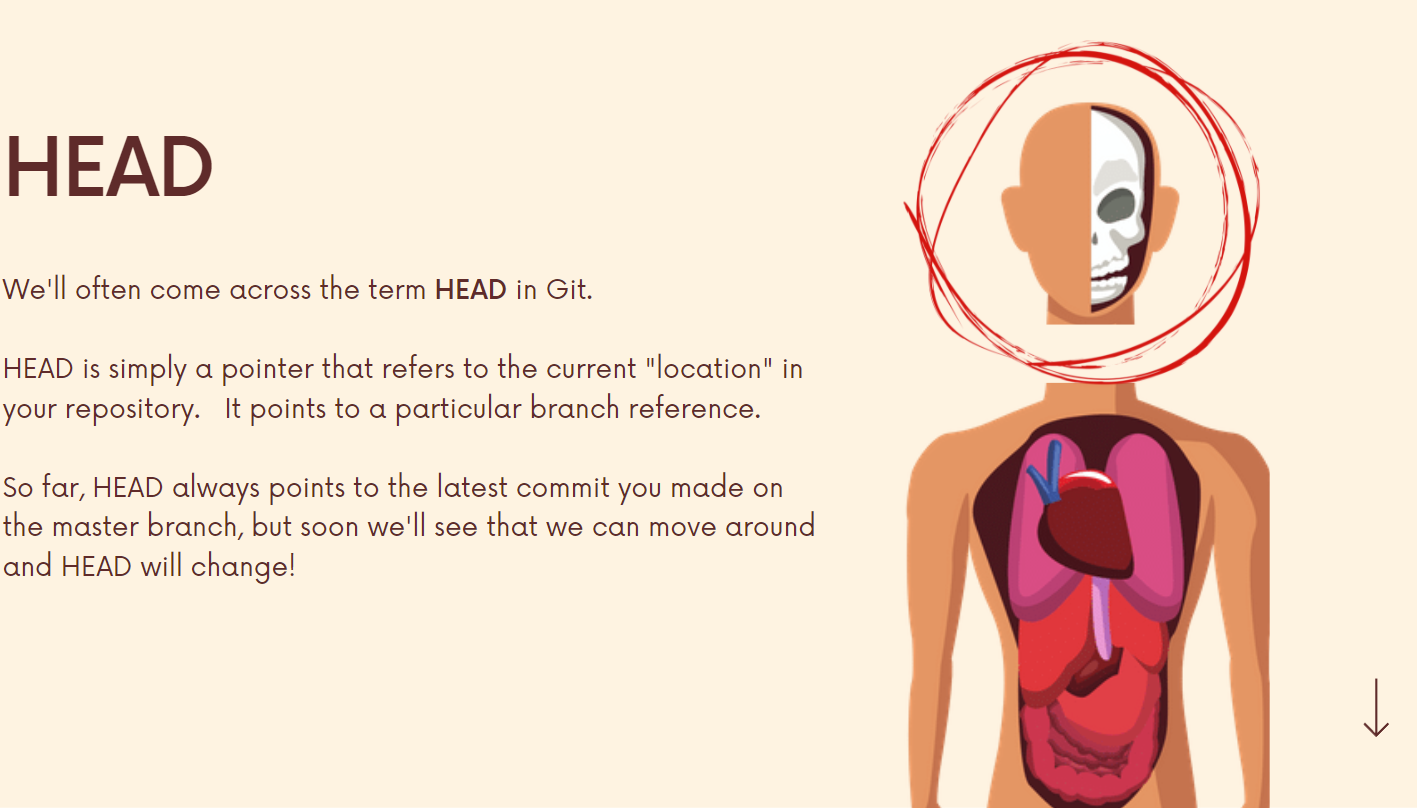 HEAD
We'll often come across the term HEAD in Git.
HEAD is simply a pointer that refers to the current "location" in
your repository.   It points to a particular branch reference.
So far, HEAD always points to the latest commit you made on
the master branch, but soon we'll see that we can move around
and HEAD will change!